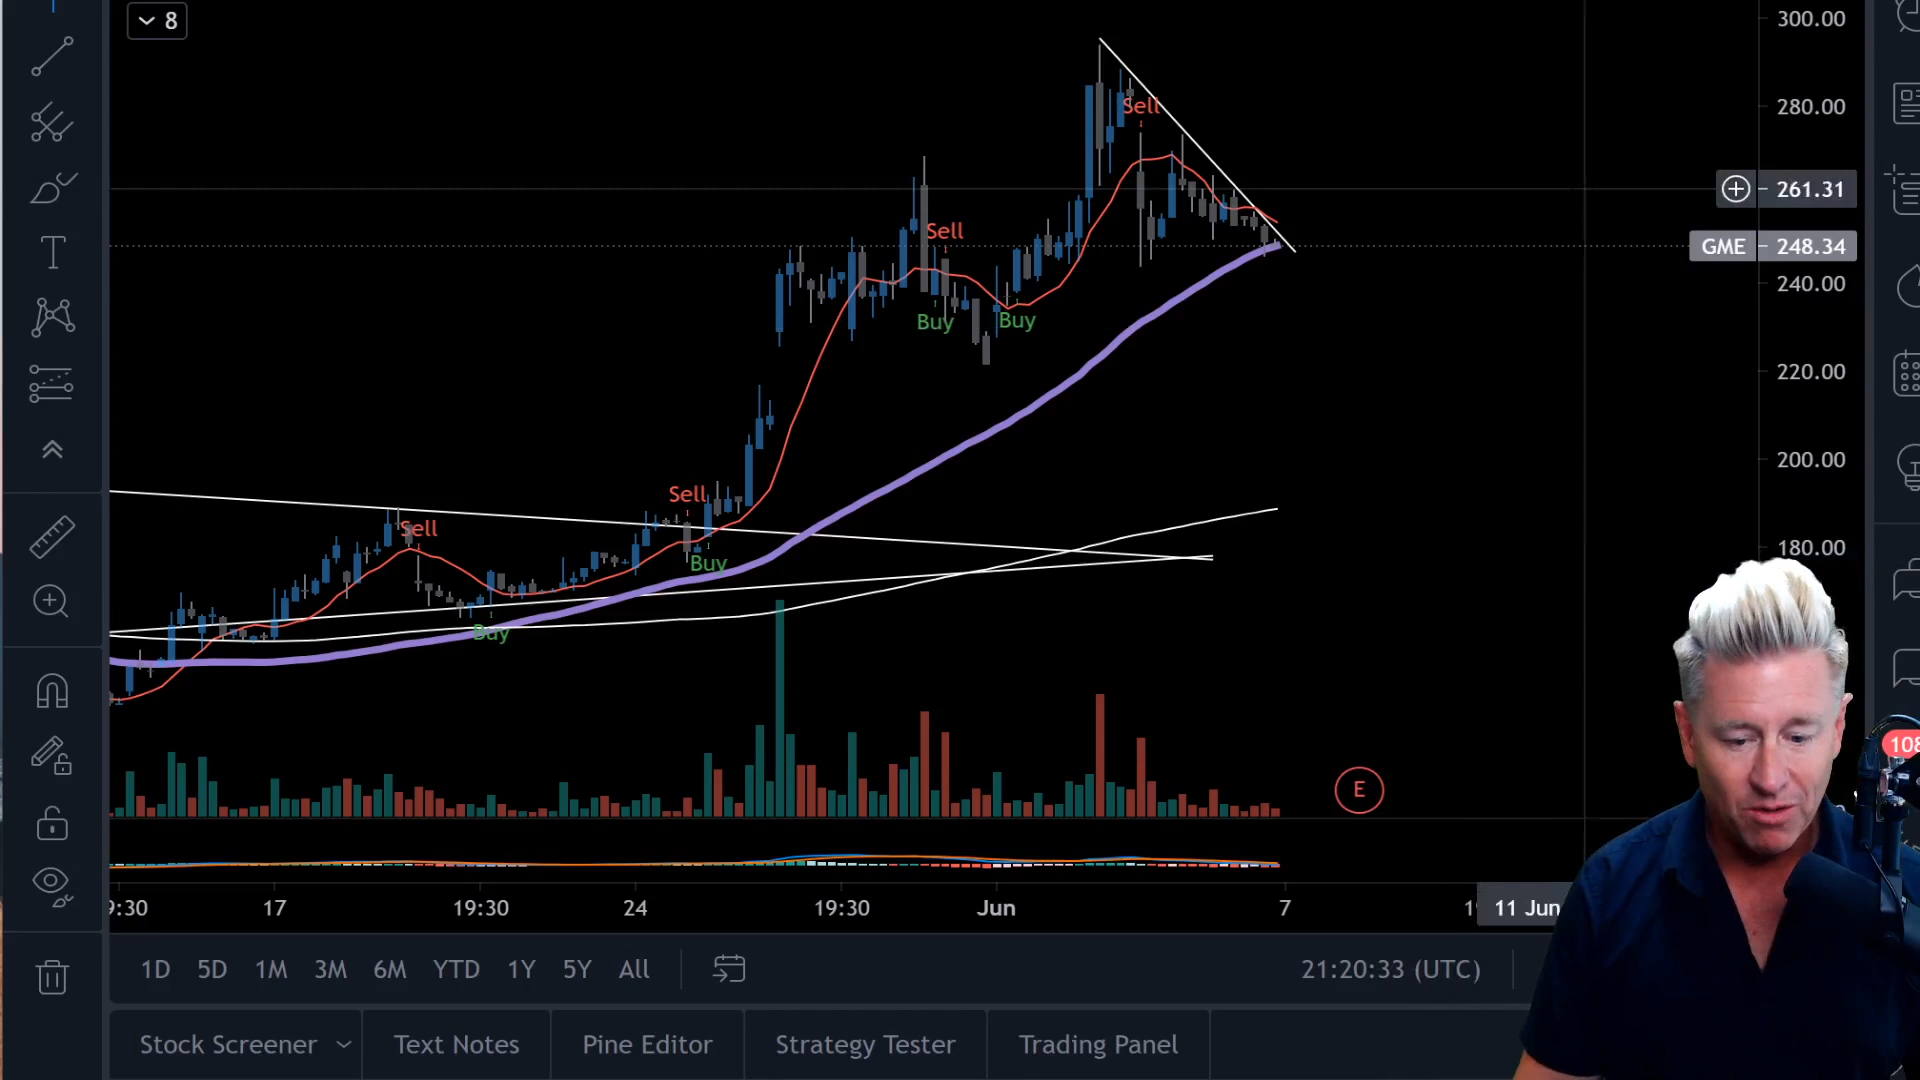 8
300.00
280.00
Sell
261.31
Sell
GME 248.34
240.00
Buy
Buy
220.00
200.00
Sell
Sell
180.00
Buy
Buy
108
E
9:30 17 19:30 24 19:30 Jun 7 11 Jun
1D 5D 1M 3M 6M YTD 1Y 5Y All 21:20:33 (UTC)
Stock Screener Text Notes Pine Editor Strategy Tester Trading Panel